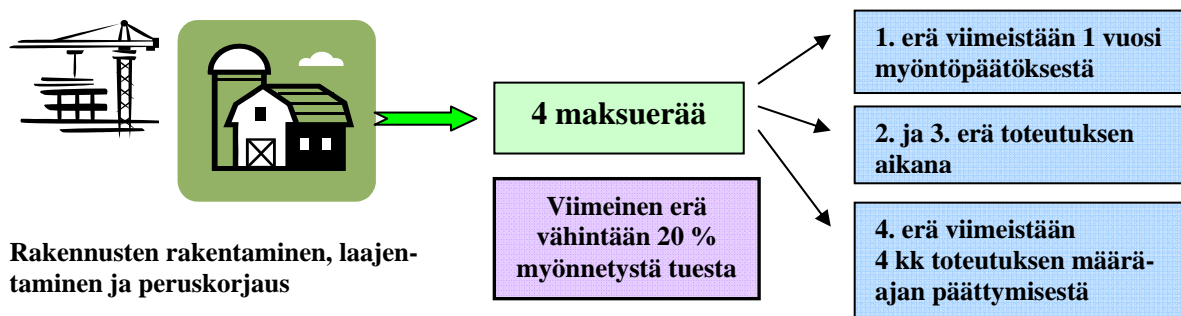 Rakennusten rakentaminen, laajen-
taminen ja peruskorjaus
4 maksuerää
Viimeinen erä
vähintään 20 %
myönnetystä tuesta
1. erä viimeistään 1 vuosi
myöntöpäätöksestä
2. ja 3. erä toteutuksen
aikana
4. erä viimeistään
4 kk toteutuksen määrä-
ajan päättymisestä